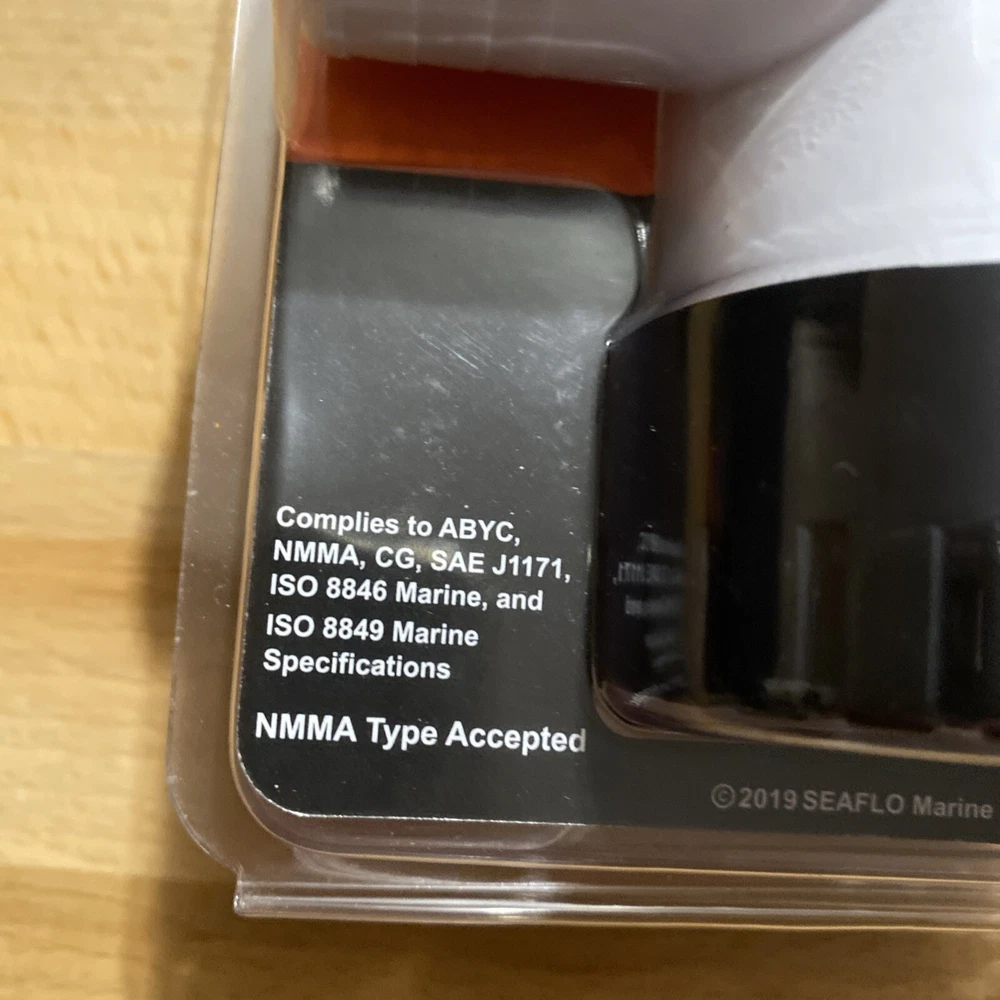 Complies to ABYC,
NMMA, CG, SAE J1171,
ISO 8846 Marine, and
ISO 8849 Marine
Specifications
NMMA Type Accepted
©2019 SEAFLO Marine